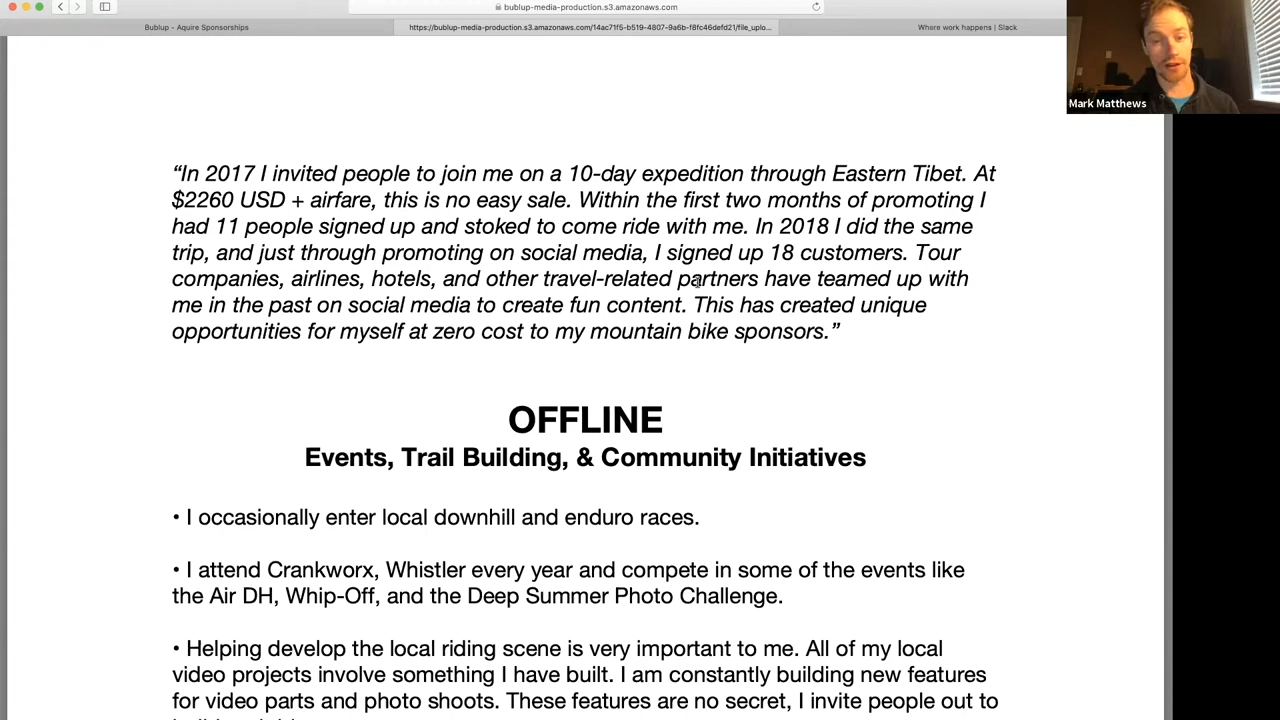 bublup-media-production.s3.amazonaws.com
Bublup - Aquire Sponsorships
https://bublup-media-production.s3.amazonaws.com/14ac71f5-b519-4807-9a6b-f8fc46defd21/file_uplo...
Where work happens | Slack
Mark Matthews
“In 2017 I invited people to join me on a 10-day expedition through Eastern Tibet. At
$2260 USD + airfare, this is no easy sale. Within the first two months of promoting I
had 11 people signed up and stoked to come ride with me. In 2018 I did the same
trip, and just through promoting on social media, I signed up 18 customers. Tour
companies, airlines, hotels, and other travel-related partners have teamed up with
me in the past on social media to create fun content. This has created unique
opportunities for myself at zero cost to my mountain bike sponsors.”
OFFLINE
Events, Trail Building, & Community Initiatives
• I occasionally enter local downhill and enduro races.
• I attend Crankworx, Whistler every year and compete in some of the events like
the Air DH, Whip-Off, and the Deep Summer Photo Challenge.
• Helping develop the local riding scene is very important to me. All of my local
video projects involve something I have built. I am constantly building new features
for video parts and photo shoots. These features are no secret, I invite people out to